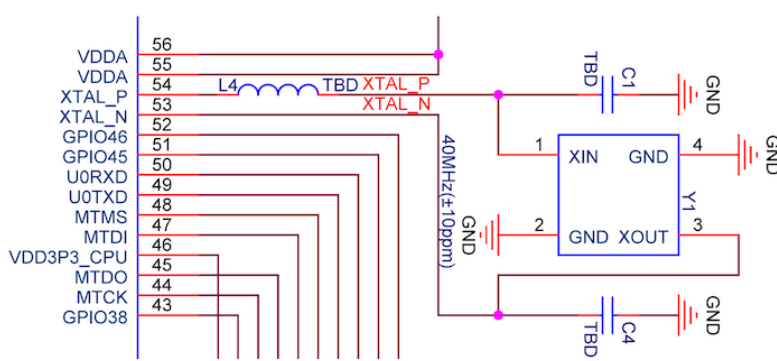 56
VDDA
55
VDDA
54
XTAL_P
L4
TBD
XTAL_P
53
XTAL_N
XTAL_N
52
GPIO46
51
GPIO45
50
U0RXD
49
U0TXD
48
MTMS
47
MTDI
46
VDD3P3_CPU
45
MTDO
44
MTCK
43
GPIO38
40MHz(±10ppm)
TBD
C1
GND
1
XIN
GND
4
GND
Y1
GND
2
GND
XOUT
3
TBD
C4
GND